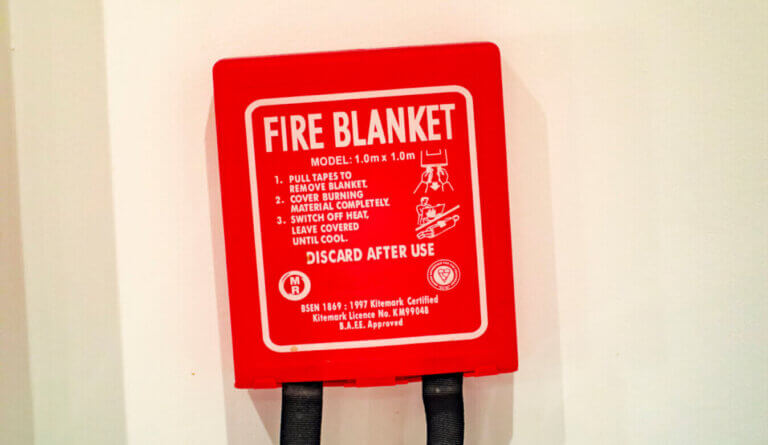 FIRE BLANKET
MODEL: 1.0m x 1.0m
1. PULL TAPES TO
REMOVE BLANKET.
2. COVER BURNING
MATERIAL COMPLETELY.
3. SWITCH OFF HEAT,
LEAVE COVERED
UNTIL COOL.
DISCARD AFTER USE
M
R
BSEN 1869 : 1997 Kitemark Certified
Kitemark Licence No. KM99048
B.A.EE. Approved